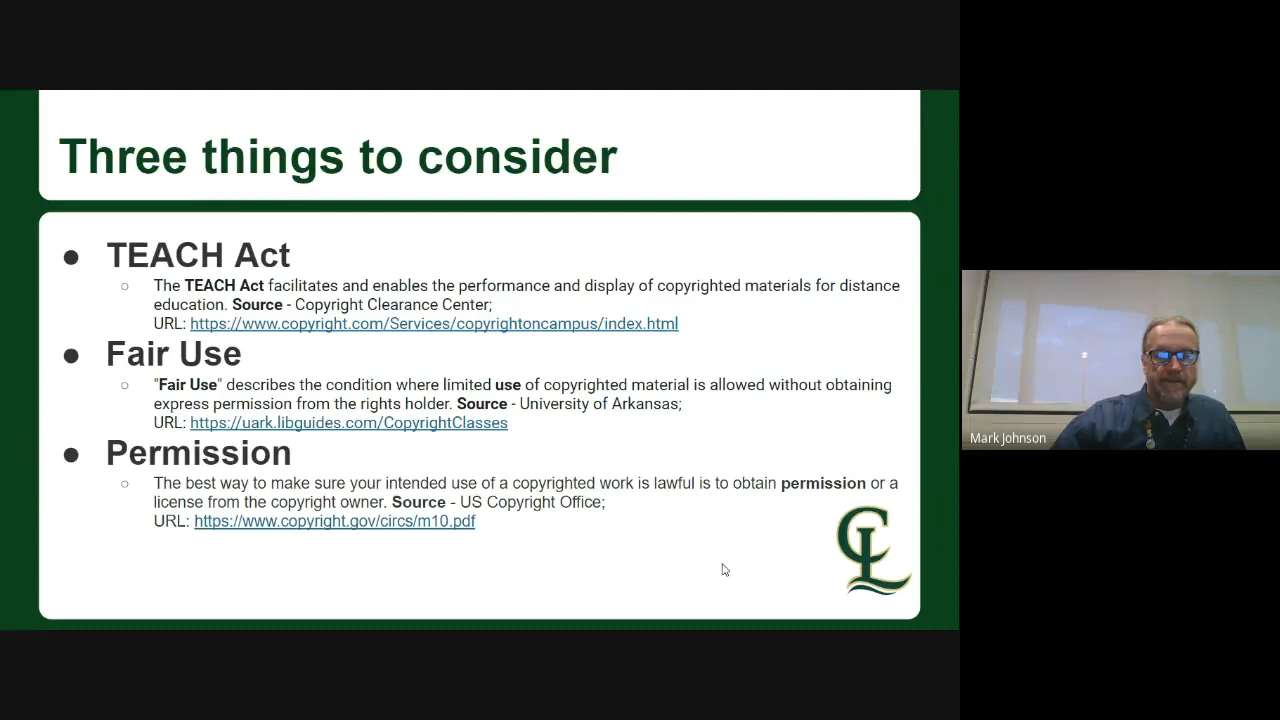 Three things to consider
● TEACH Act
○ The TEACH Act facilitates and enables the performance and display of copyrighted materials for distance
education. Source - Copyright Clearance Center;
URL: https://www.copyright.com/Services/copyrightoncampus/index.html
● Fair Use
○ "Fair Use" describes the condition where limited use of copyrighted material is allowed without obtaining
express permission from the rights holder. Source - University of Arkansas;
URL: https://uark.libguides.com/CopyrightClasses
● Permission
○ The best way to make sure your intended use of a copyrighted work is lawful is to obtain permission or a
license from the copyright owner. Source - US Copyright Office;
URL: https://www.copyright.gov/circs/m10.pdf
CL
Mark Johnson